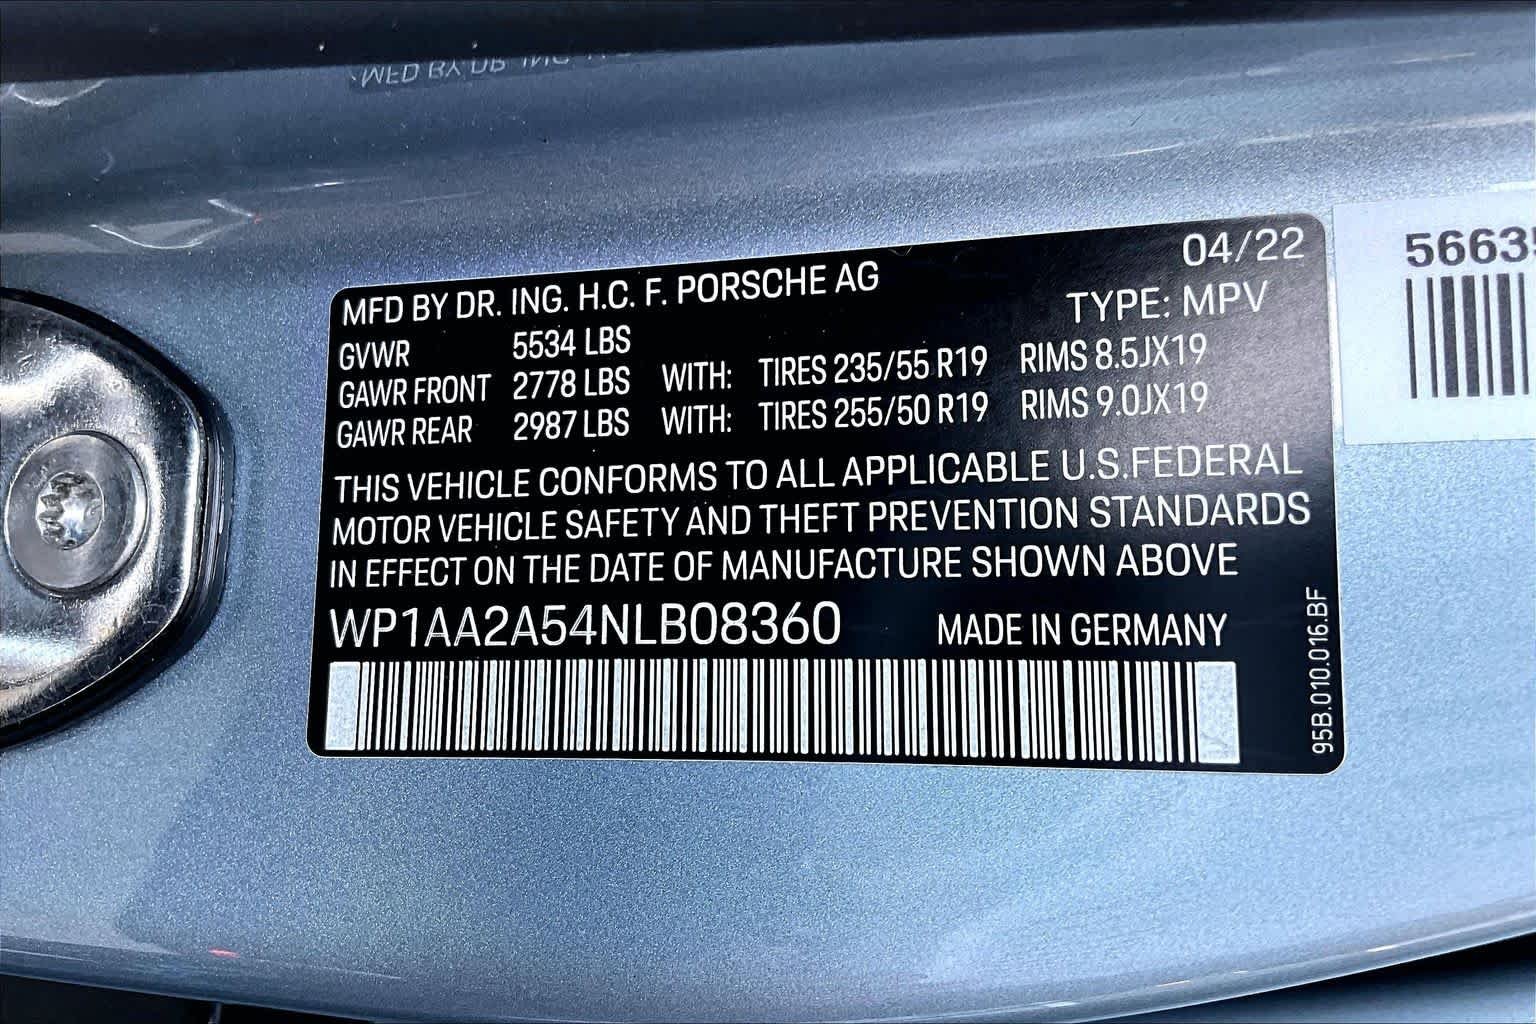 04/22
MFD BY DR. ING. H.C. F. PORSCHE AG
TYPE: MPV
GVWR 5534 LBS
GAWR FRONT 2778 LBS WITH: TIRES 235/55 R19 RIMS 8.5JX19
GAWR REAR 2987 LBS WITH: TIRES 255/50 R19 RIMS 9.0JX19
THIS VEHICLE CONFORMS TO ALL APPLICABLE U.S.FEDERAL
MOTOR VEHICLE SAFETY AND THEFT PREVENTION STANDARDS
IN EFFECT ON THE DATE OF MANUFACTURE SHOWN ABOVE
WP1AA2A54NLB08360 MADE IN GERMANY
95B.010.016.BF